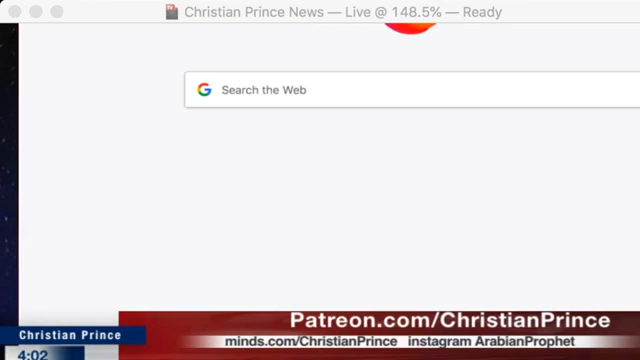 Christian Prince News — Live @ 148.5% — Ready
Search the Web
Patreon.com/ChristianPrince
Christian Prince
minds.com/ChristianPrince instagram ArabianProphet
4:02